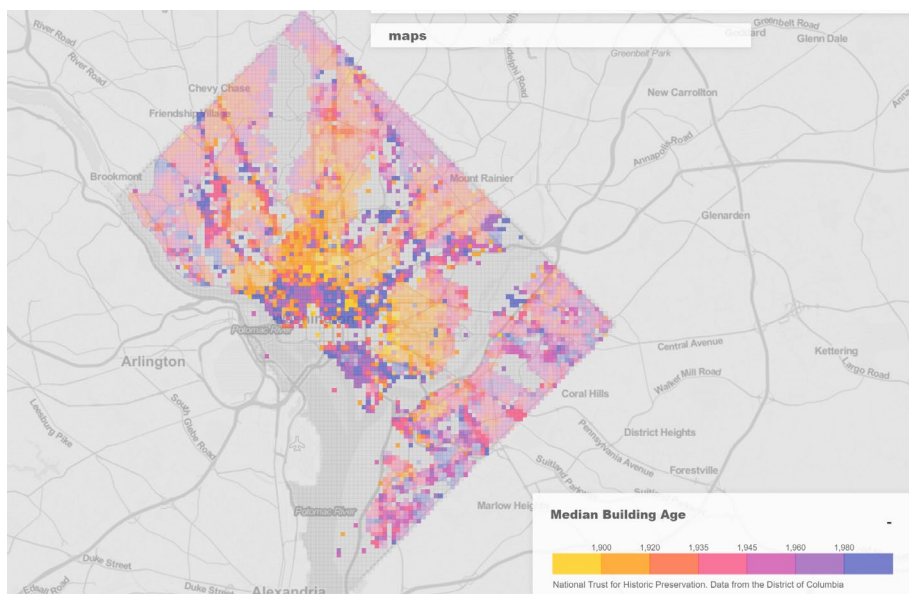 maps
River Road
River Road
Greenbelt Road
Glenn Dale
Greenbelt Park
Chevy Chase
New Carrollton
Friendship Village
Annapolis Road
Brookmont
Mount Rainier
Glenarden
Potomac River
Arlington
Central Avenue
Kettering
Largo Road
Walker Mill Road
Coral Hills
Leesburg Pike
South Glebe Road
District Heights
Pennsylvania Avenue
Forestville
Suitland
Marlow
Potomac River
Duke Street
Duke Street
Alexandria
Median Building Age
-
1,900 1,920 1,935 1,945 1,960 1,980
National Trust for Historic Preservation. Data from the District of Columbia